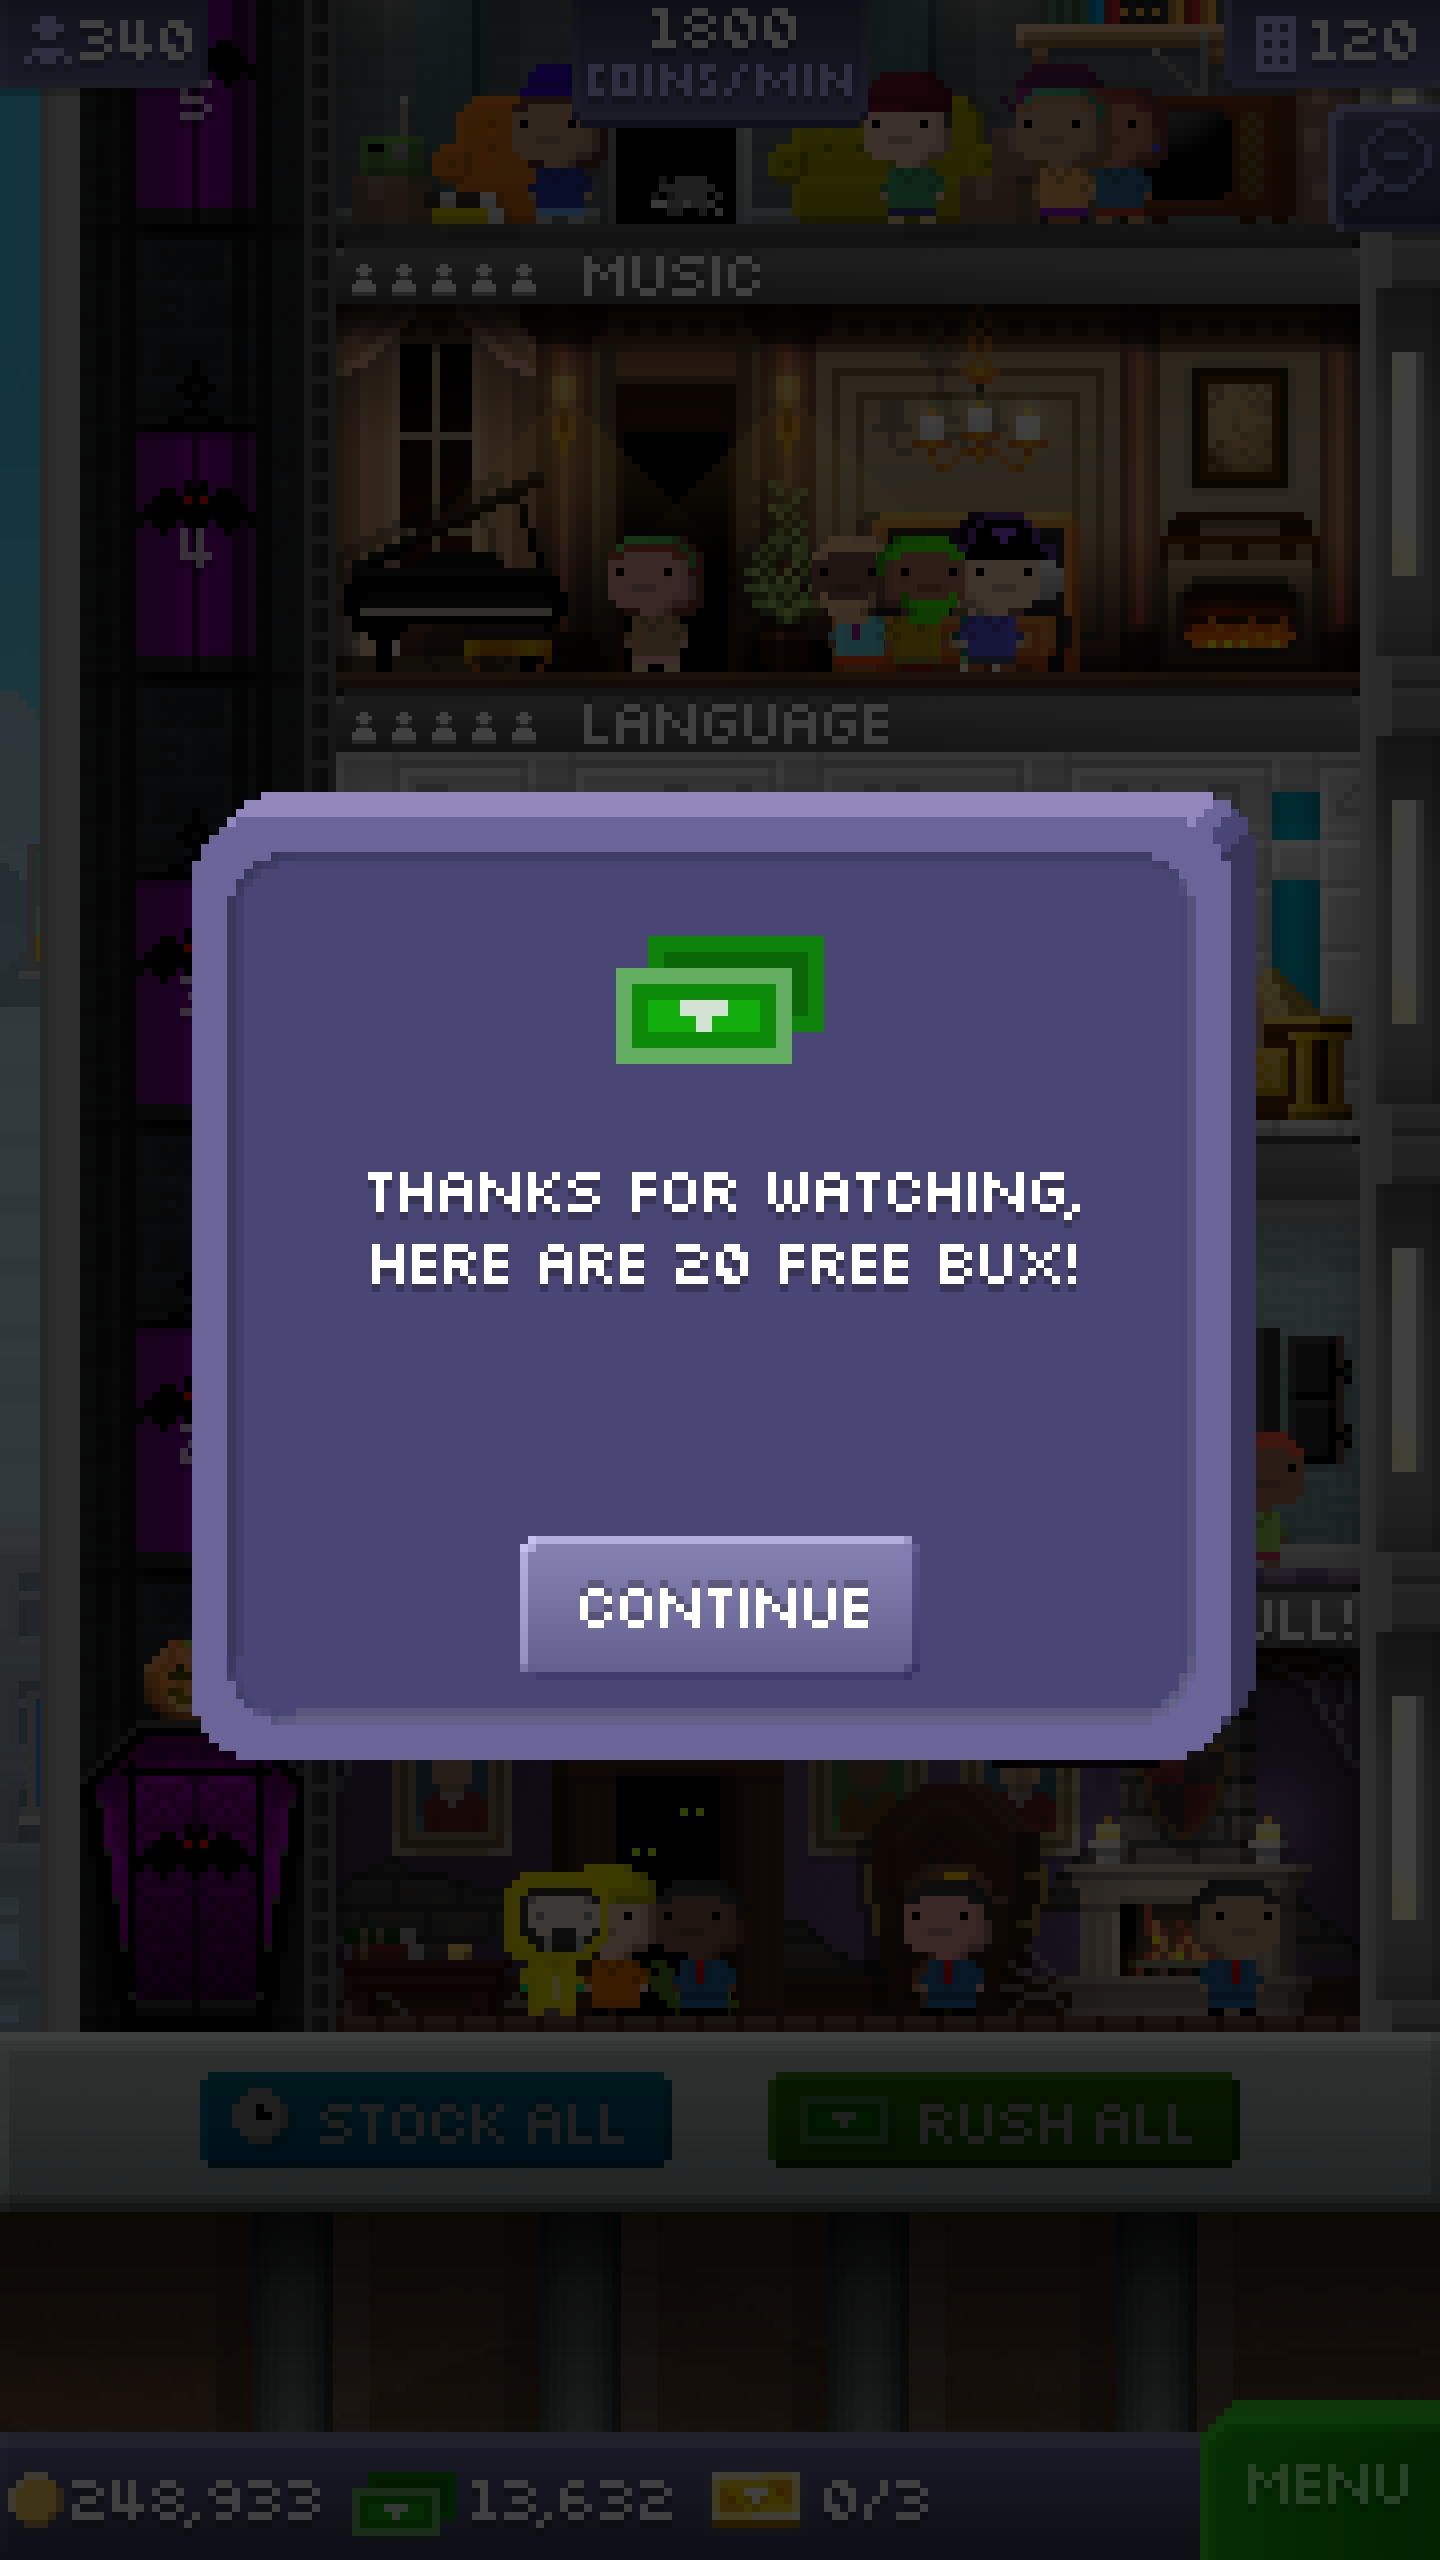 340
1800
COINS/MIN
120
5
MUSIC
4
LANGUAGE
THANKS FOR WATCHING,
HERE ARE 20 FREE BUX!
CONTINUE
STOCK ALL
RUSH ALL
248,933
13,632
0/3
MENU